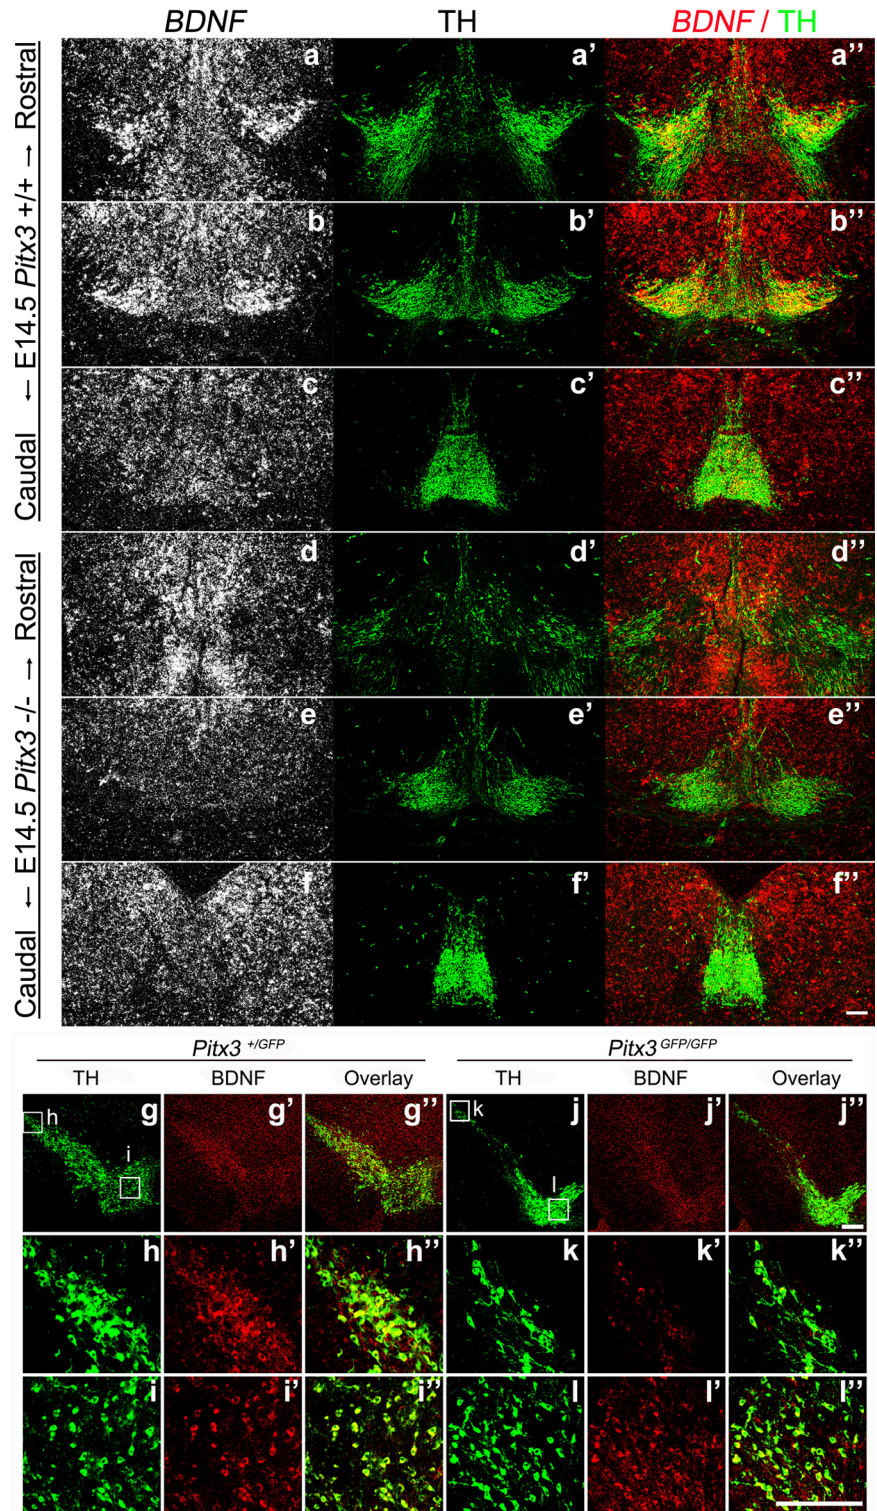 BDNF TH BDNF / TH
Caudal ← E14.5 Pitx3 +/+ → Rostral
a a’ a’’
b b’ b’’
c c’ c’’
Caudal ← E14.5 Pitx3 -/- → Rostral
d d’ d’’
e e’ e’’
f f’ f’’
Pitx3 +/GFP Pitx3 GFP/GFP
TH BDNF Overlay TH BDNF Overlay
h i g g’ g’’ k l j j’ j’’
h h’ h’’ k k’ k’’
i i’ i’’ l l’ l’’